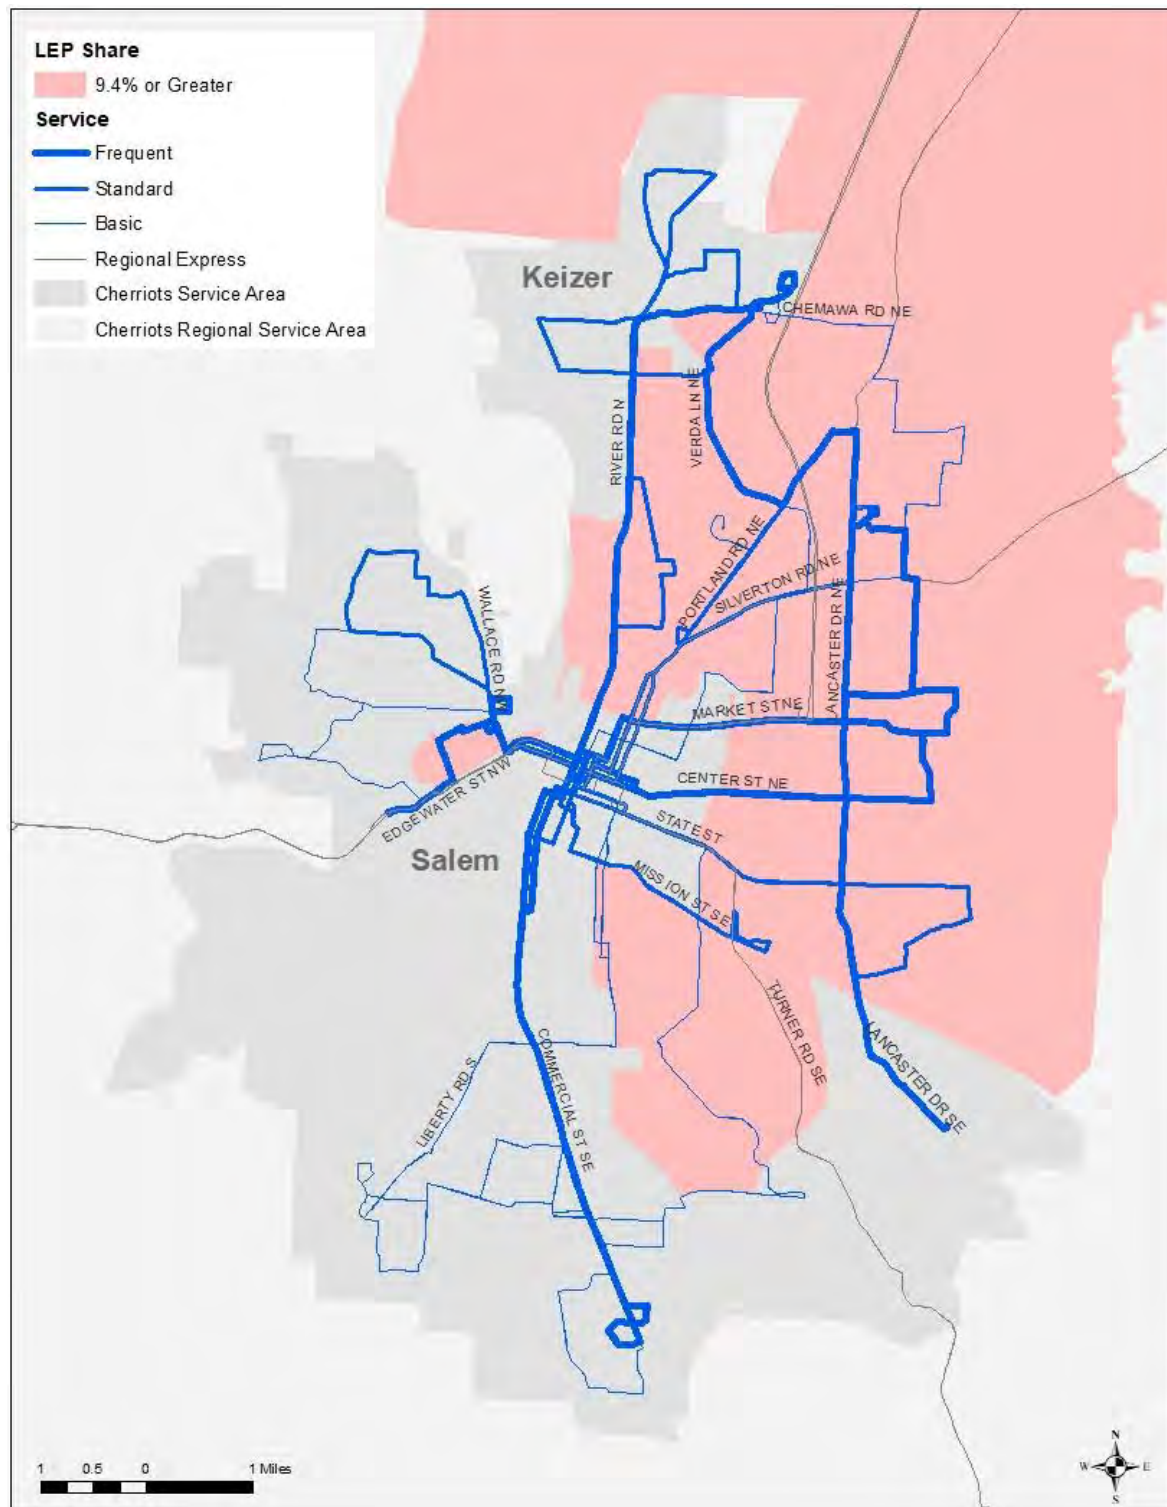 LEP Share
9.4% or Greater
Service
Frequent
Standard
Basic
Regional Express
Cherriots Service Area
Cherriots Regional Service Area
Keizer
CHEMAWA RD NE
RIVER RD N
VERDA LN NE
PORTLAND RD NE
SILVERTON RD NE
WALLACE RD NW
LANCASTER DR NE
MARKET ST NE
CENTER ST NE
EDGEWATER ST NW
STATE ST
Salem
MISSION ST SE
TURNER RD SE
LANCASTER DR SE
COMMERCIAL ST SE
LIBERTY RD S
1 0.5 0 1 Miles
N
W E
S